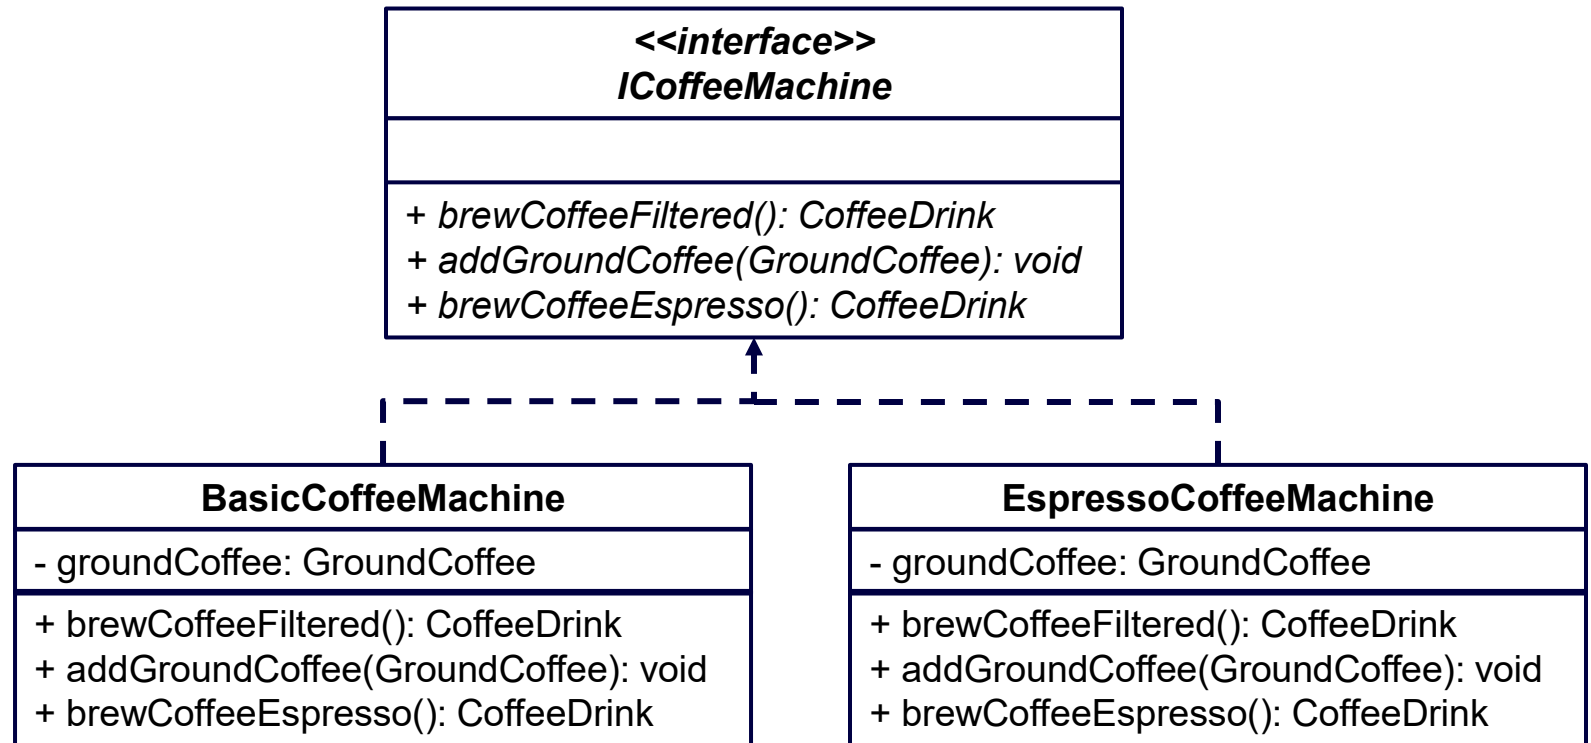 <<interface>>
ICoffeeMachine
+ brewCoffeeFiltered(): CoffeeDrink
+ addGroundCoffee(GroundCoffee): void
+ brewCoffeeEspresso(): CoffeeDrink
BasicCoffeeMachine
- groundCoffee: GroundCoffee
+ brewCoffeeFiltered(): CoffeeDrink
+ addGroundCoffee(GroundCoffee): void
+ brewCoffeeEspresso(): CoffeeDrink
EspressoCoffeeMachine
- groundCoffee: GroundCoffee
+ brewCoffeeFiltered(): CoffeeDrink
+ addGroundCoffee(GroundCoffee): void
+ brewCoffeeEspresso(): CoffeeDrink